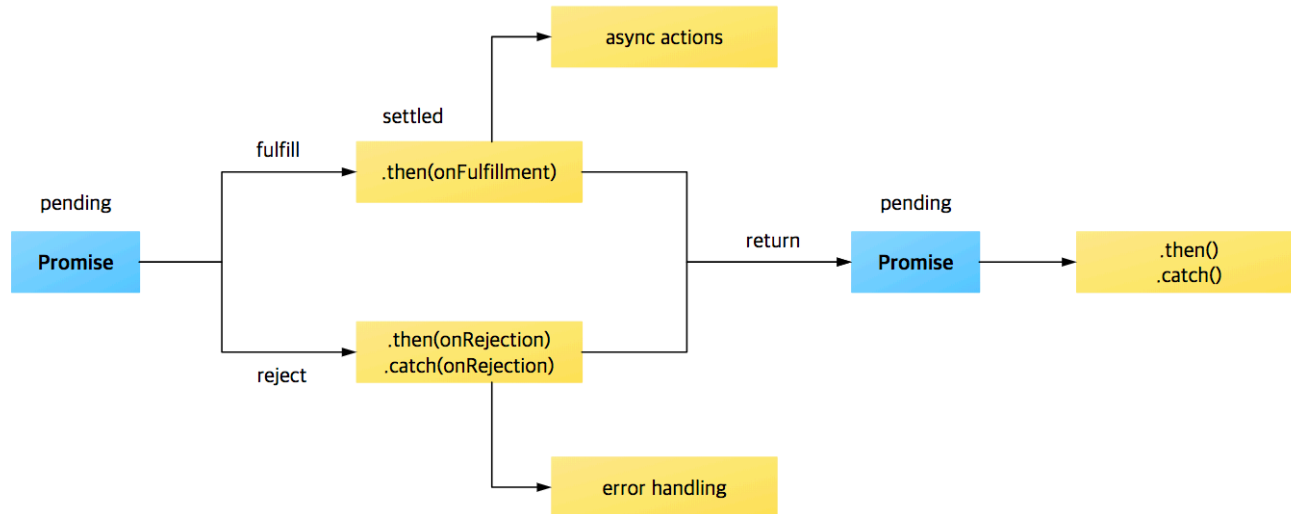 async actions
settled
fulfill
.then(onFulfillment)
pending
Promise
reject
.then(onRejection)
.catch(onRejection)
error handling
return
pending
Promise
.then()
.catch()